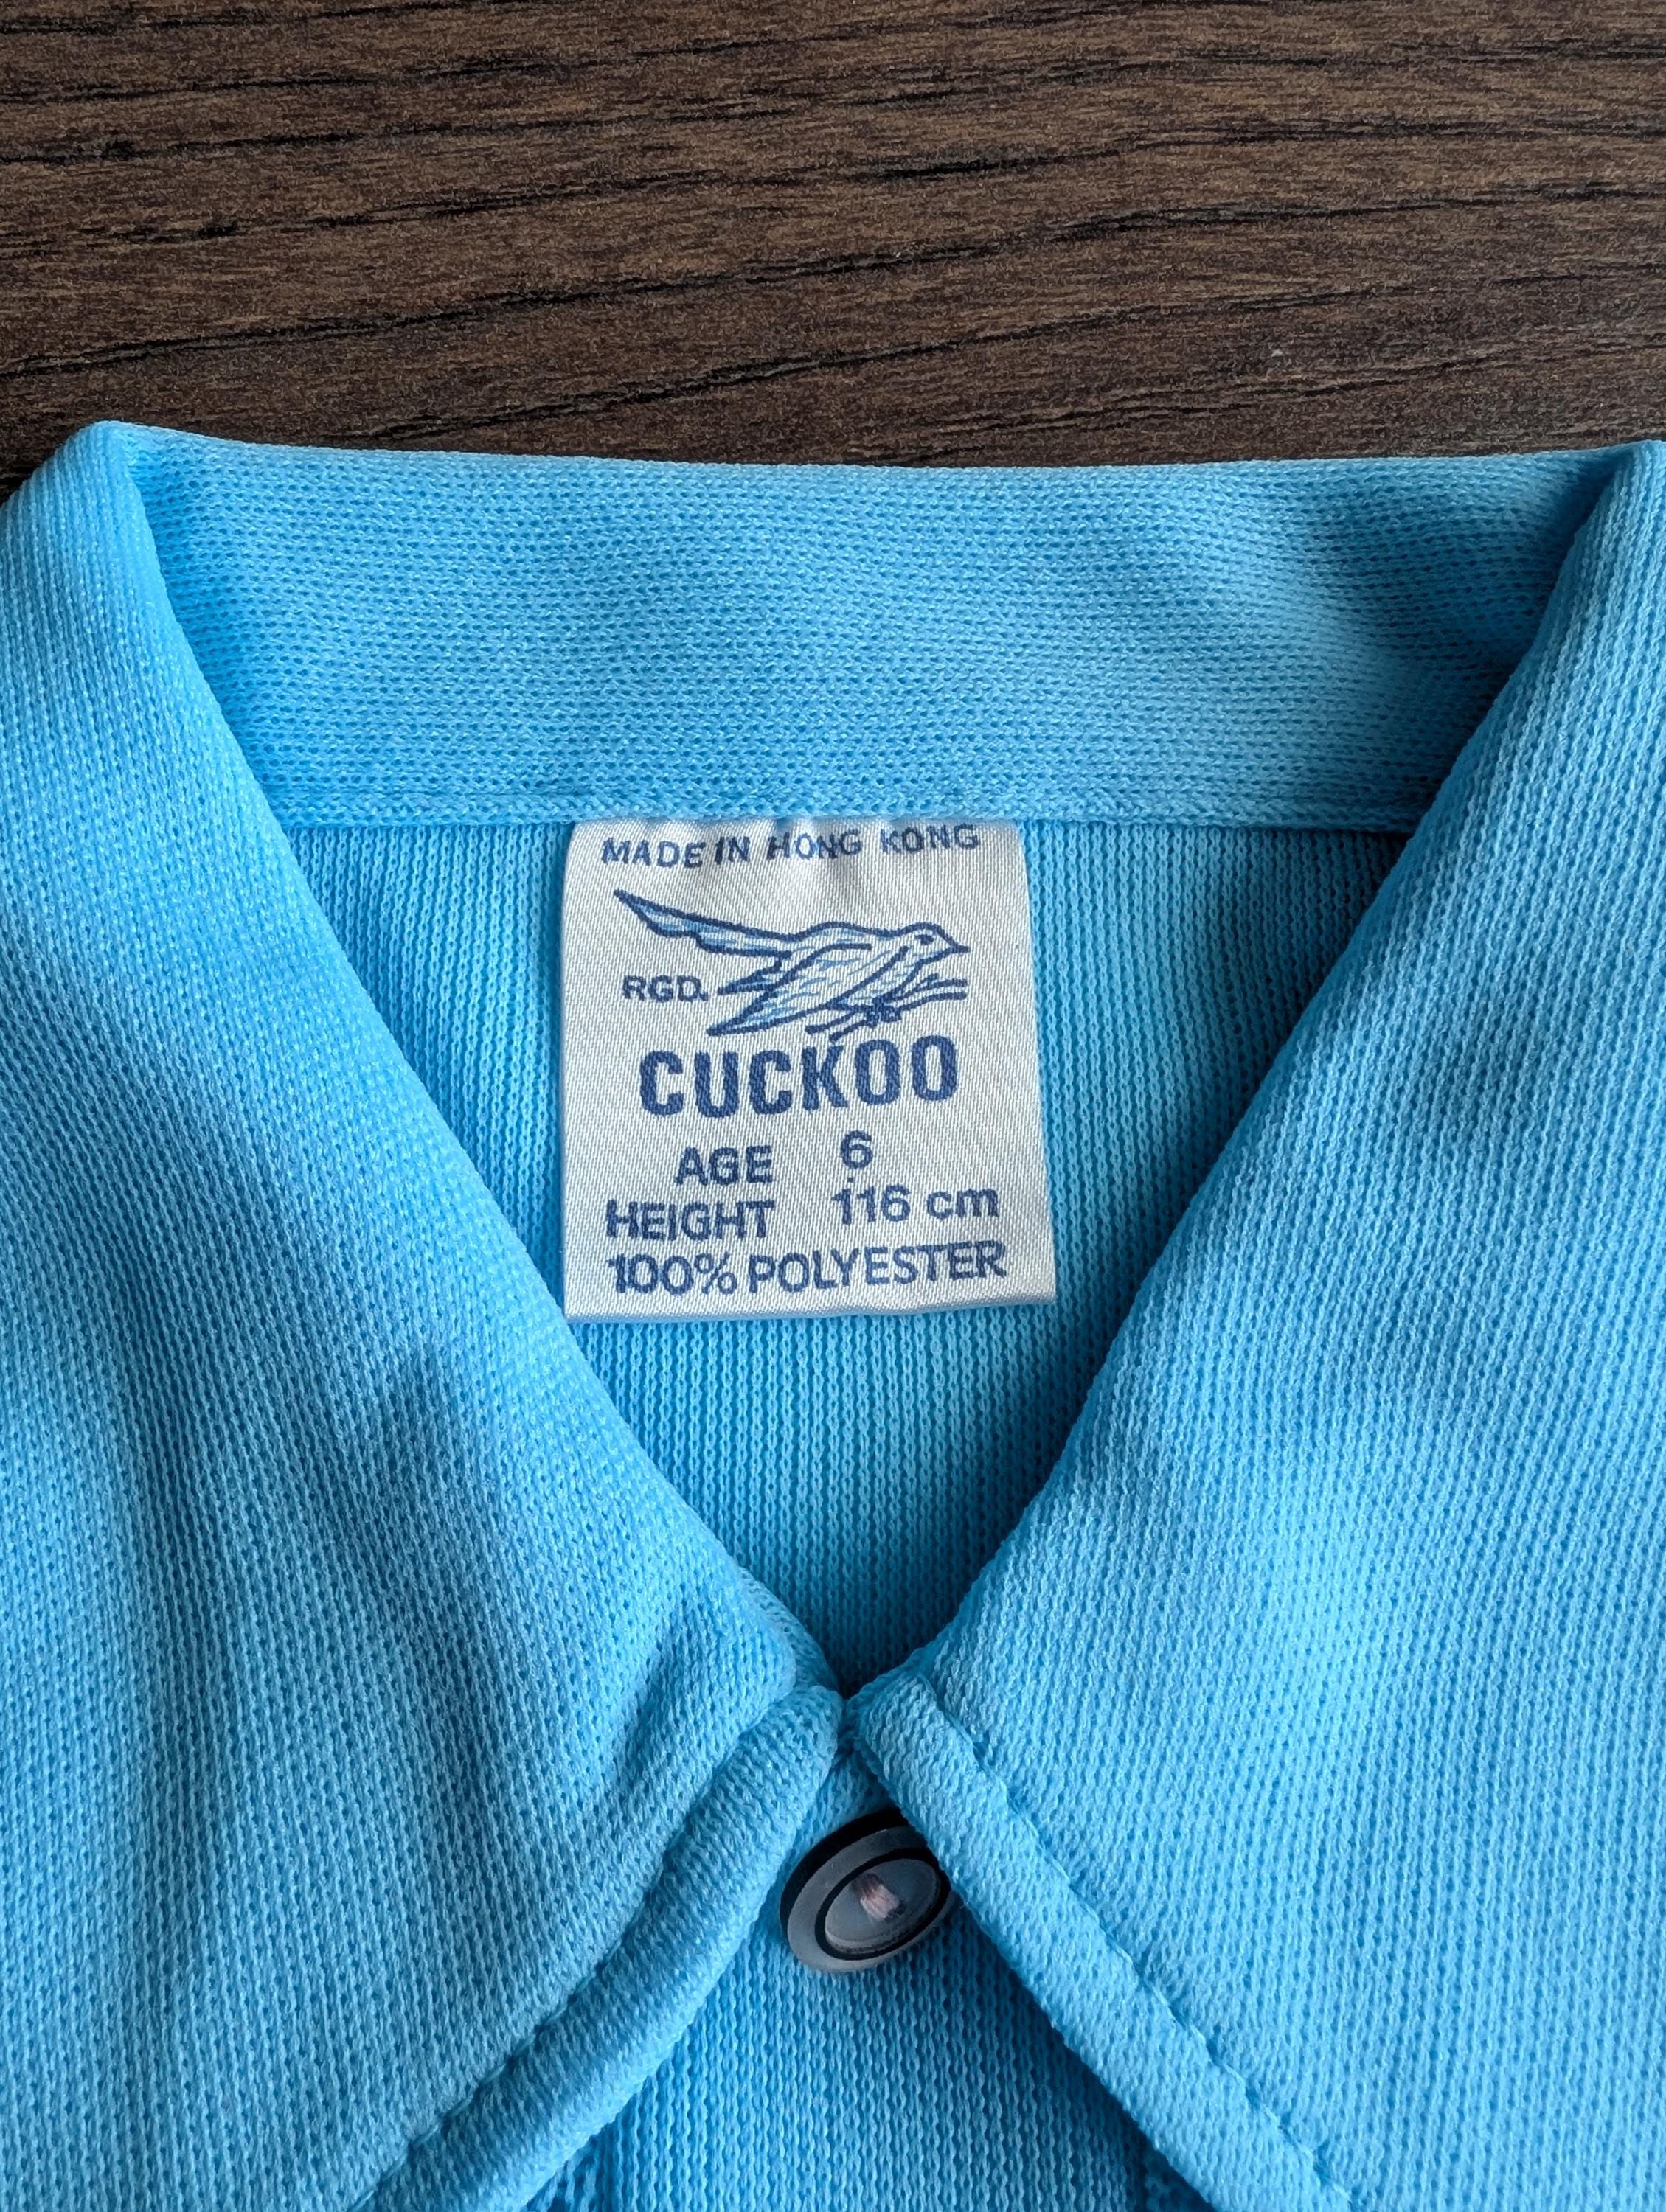 MADE IN HONG KONG
RGD.
CUCKOO
AGE 6
HEIGHT 116 cm
100% POLYESTER